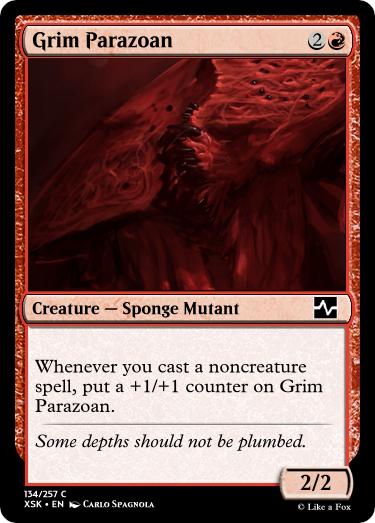 Grim Parazoan 2
Creature — Sponge Mutant
Whenever you cast a noncreature
spell, put a +1/+1 counter on Grim
Parazoan.
Some depths should not be plumbed.
2/2
134/257 C
XSK • EN Carlo Spagnola
© Like a Fox